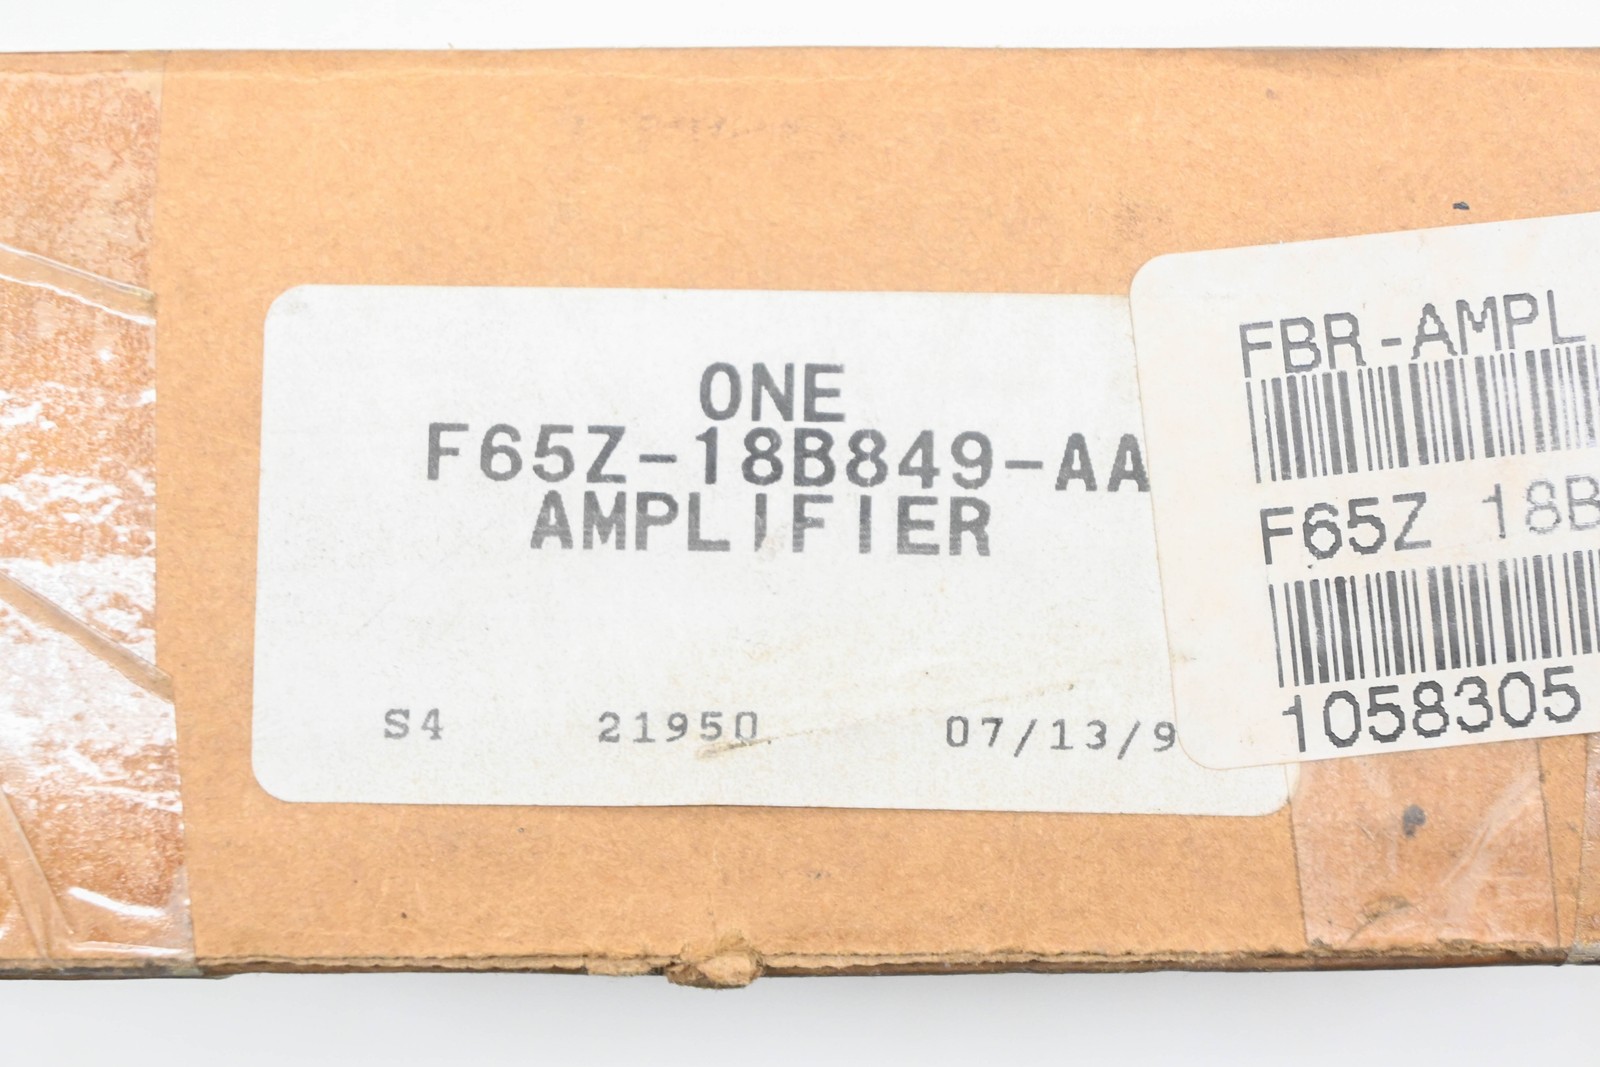 ONE
F65Z-18B849-AA
AMPLIFIER
S4 21950 07/13/9
FBR-AMPL
F65Z 18B
1058305